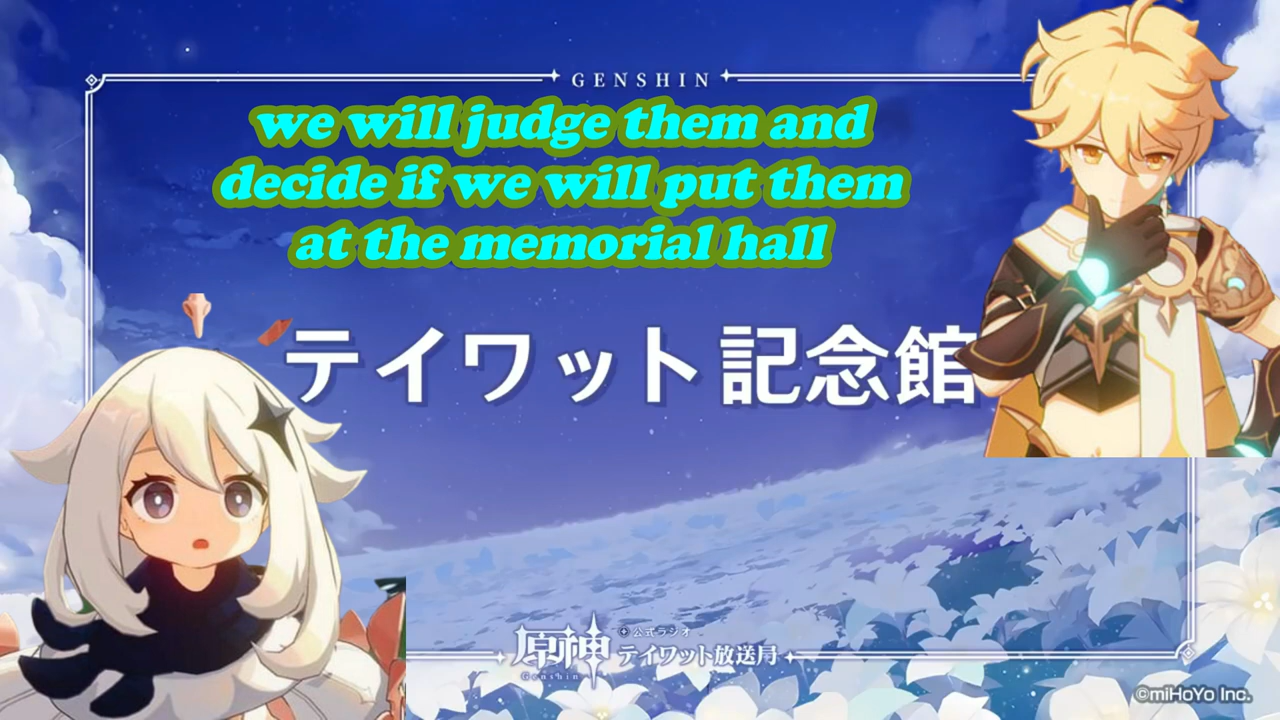 GENSHIN
we will judge them and
decide if we will put them
at the memorial hall
テイワット記念館
原神
Genshin
公式ラジオ
テイワット放送局
©miHoYo Inc.